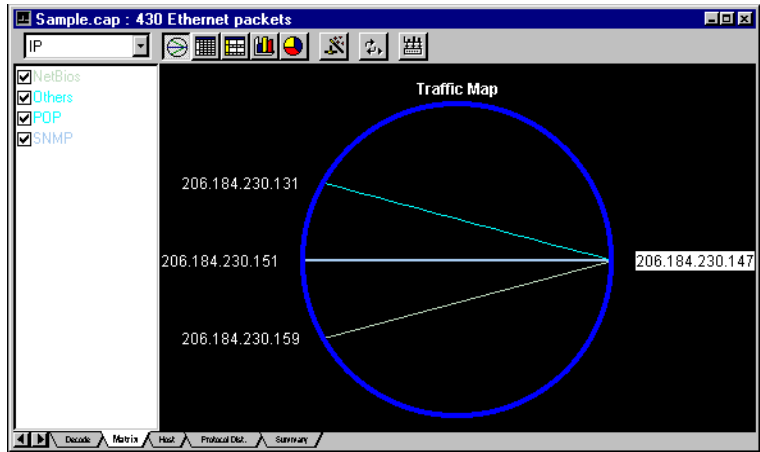 Sample.cap : 430 Ethernet packets
IP
NetBios
Others
POP
SNMP
Traffic Map
206.184.230.131
206.184.230.151
206.184.230.147
206.184.230.159
Decode Matrix Host Protocol Dist. Summary